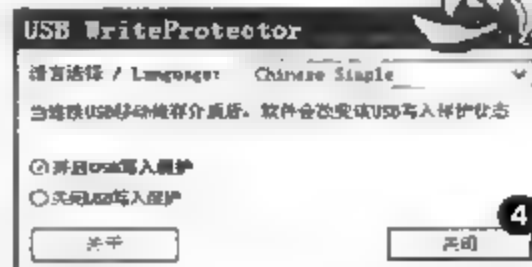 USB WriteProtector
语言选择 / Language: Chinese Simple
当连接USB移动储存介质后，软件会改变该USB写入保护状态
开启USB写入保护
关闭USB写入保护
关于
关闭
4